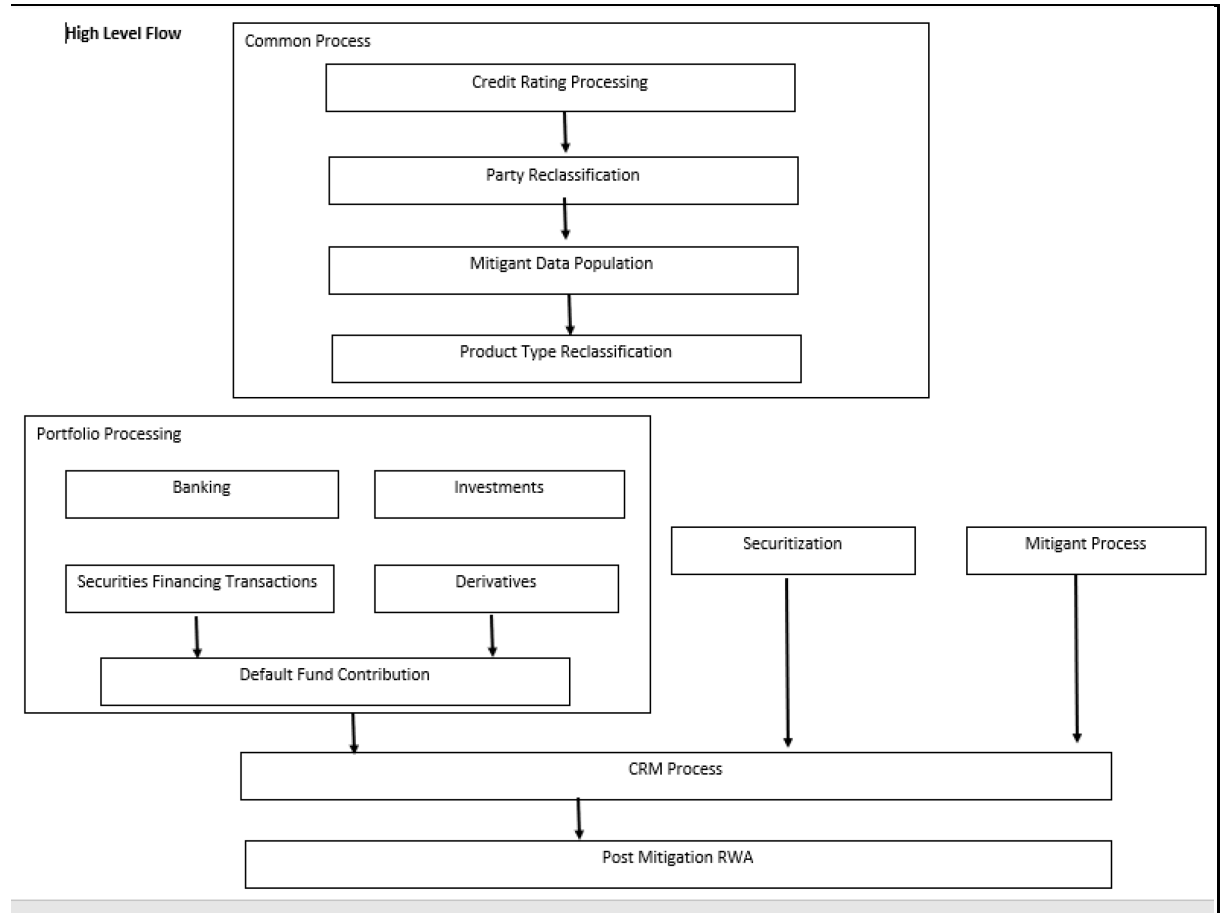 High Level Flow
Common Process
Credit Rating Processing
Party Reclassification
Mitigant Data Population
Product Type Reclassification
Portfolio Processing
Banking
Investments
Securitization
Mitigant Process
Securities Financing Transactions
Derivatives
Default Fund Contribution
CRM Process
Post Mitigation RWA